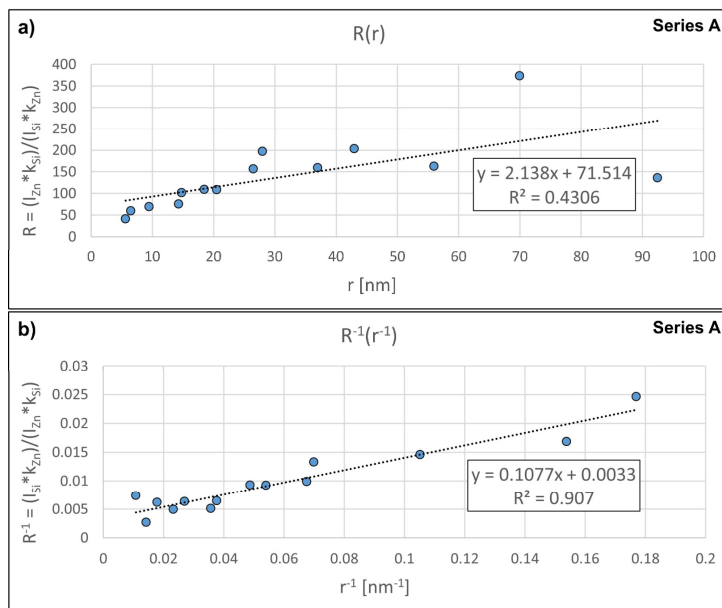 a)
R(r)
Series A
R = (I_Zn*k_Si)/(I_Si*k_Zn)
400
350
300
250
200
150
100
50
0
y = 2.138x + 71.514
R² = 0.4306
0 10 20 30 40 50 60 70 80 90 100
r [nm]
b)
R⁻¹(r⁻¹)
Series A
R⁻¹ = (I_Si*k_Zn)/(I_Zn*k_Si)
0.03
0.025
0.02
0.015
0.01
0.005
0
y = 0.1077x + 0.0033
R² = 0.907
0 0.02 0.04 0.06 0.08 0.1 0.12 0.14 0.16 0.18 0.2
r⁻¹ [nm⁻¹]